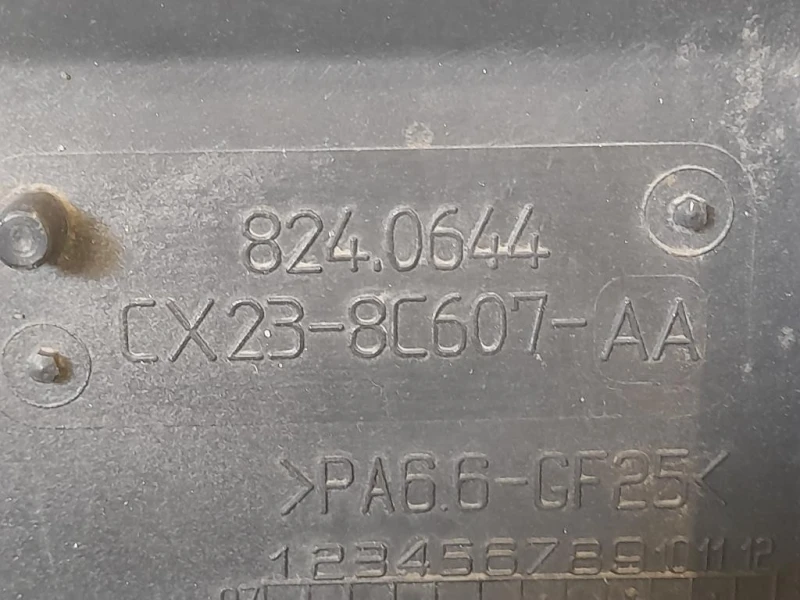 824.0644
CX23-8C607-AA
>PA6.6-GF25<
1 2 3 4 5 6 7 8 9 10 11 12